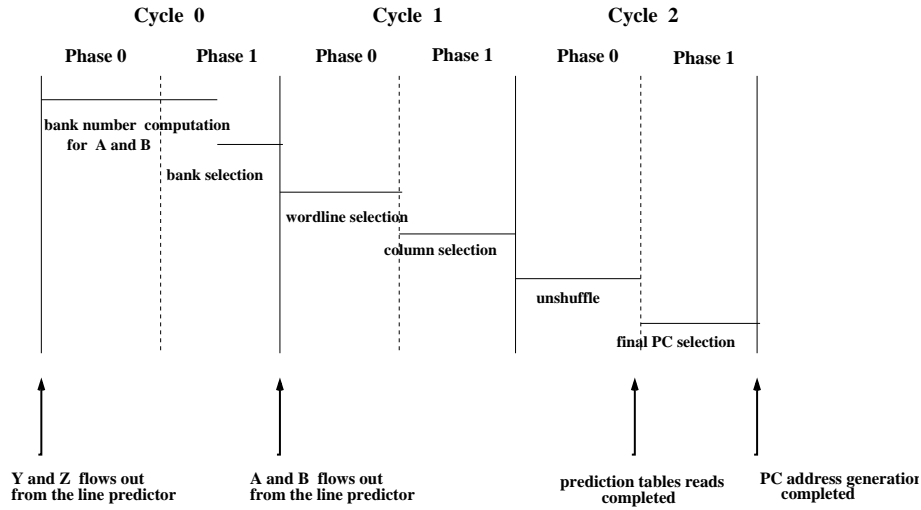 Cycle 0
Cycle 1
Cycle 2
Phase 0
Phase 1
Phase 0
Phase 1
Phase 0
Phase 1
bank number computation
for A and B
bank selection
wordline selection
column selection
unshuffle
final PC selection
Y and Z flows out
from the line predictor
A and B flows out
from the line predictor
prediction tables reads
completed
PC address generation
completed